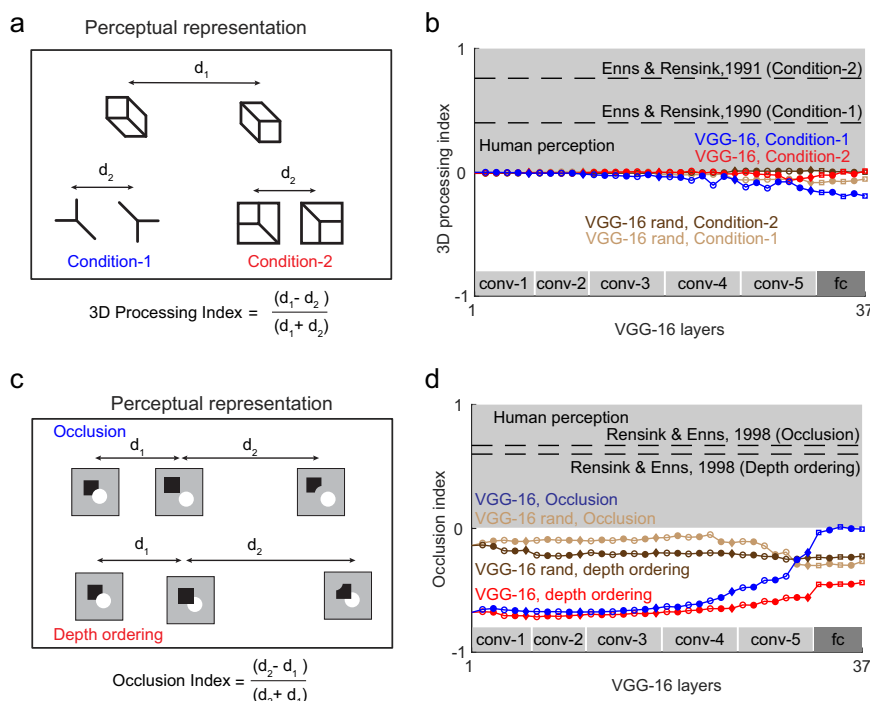 a
Perceptual representation
d1
d2
d2
Condition-1
Condition-2
3D Processing Index = (d1- d2 ) / (d1+ d2)
b
1
Enns & Rensink,1991 (Condition-2)
Enns & Rensink,1990 (Condition-1)
Human perception
VGG-16, Condition-1
VGG-16, Condition-2
0
VGG-16 rand, Condition-2
VGG-16 rand, Condition-1
3D processing index
conv-1 conv-2 conv-3 conv-4 conv-5 fc
-1
1
37
VGG-16 layers
c
Perceptual representation
Occlusion
d1
d2
d1
d2
Depth ordering
Occlusion Index = (d2- d1 ) / (d2+ d1)
d
1
Human perception
Rensink & Enns, 1998 (Occlusion)
Rensink & Enns, 1998 (Depth ordering)
VGG-16, Occlusion
VGG-16 rand, Occlusion
0
VGG-16 rand, depth ordering
VGG-16, depth ordering
Occlusion index
conv-1 conv-2 conv-3 conv-4 conv-5 fc
-1
1
37
VGG-16 layers